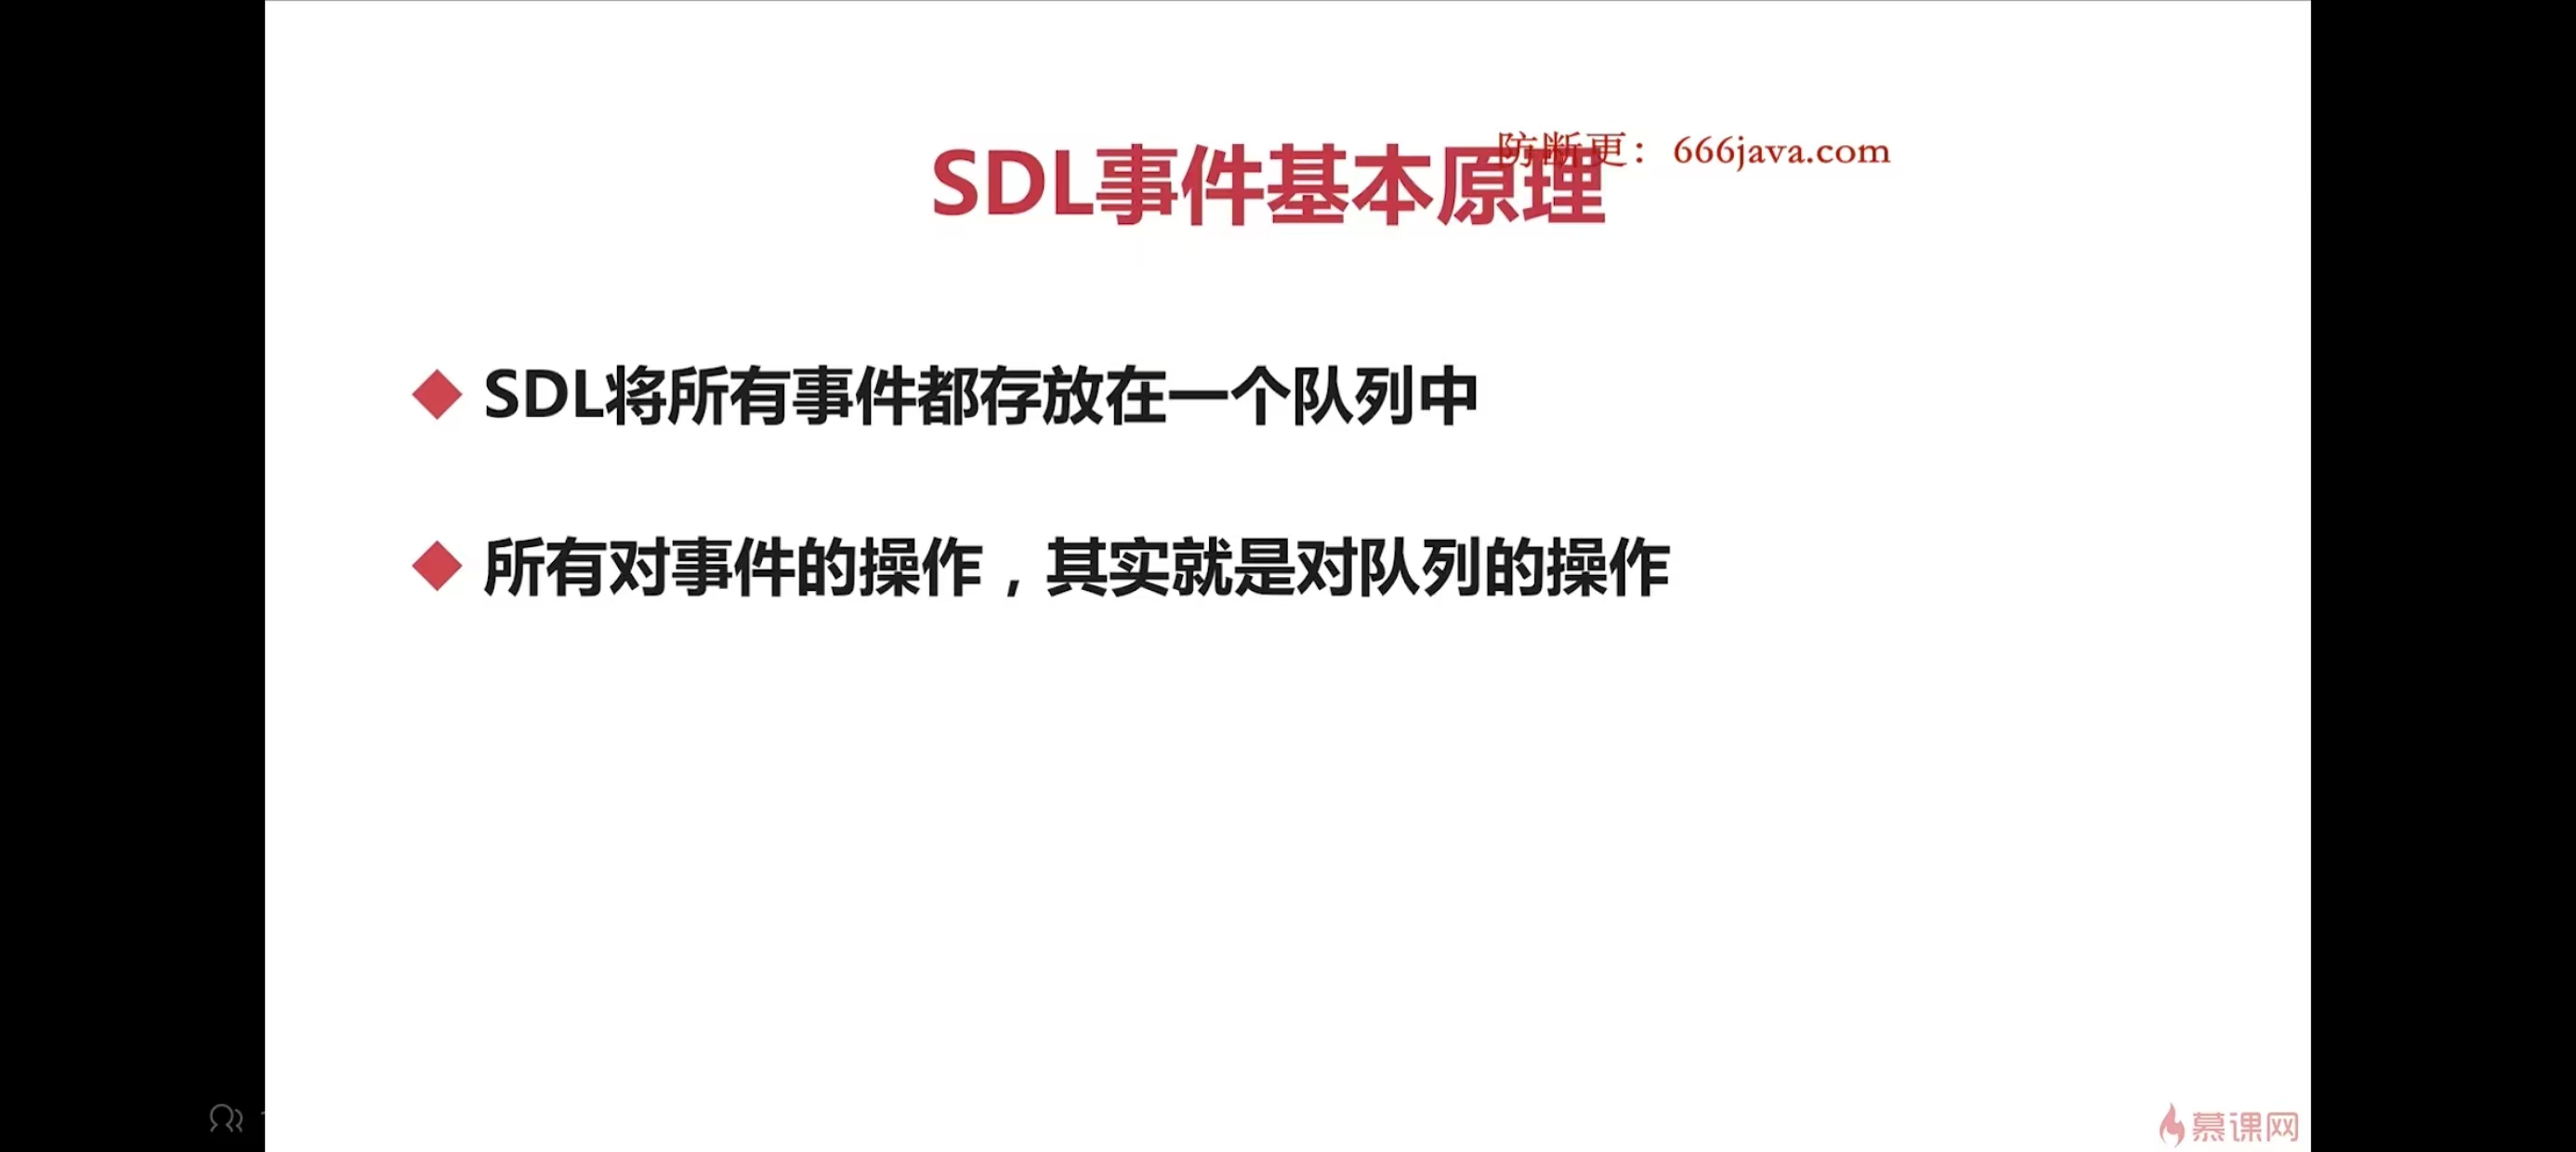 防断更：666java.com
SDL事件基本原理
SDL将所有事件都存放在一个队列中
所有对事件的操作，其实就是对队列的操作
慕课网